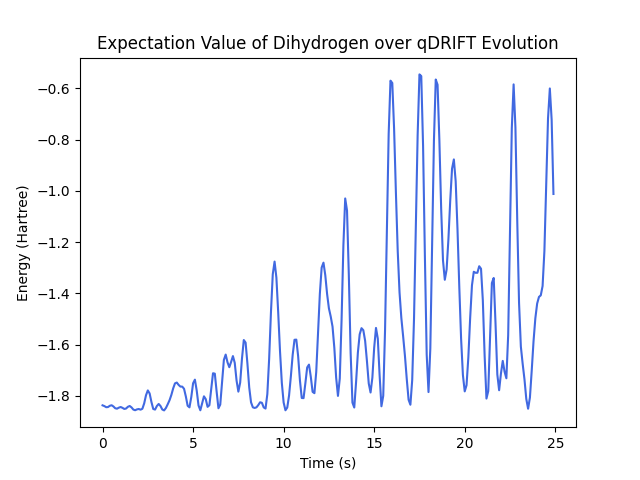 Expectation Value of Dihydrogen over qDRIFT Evolution
Energy (Hartree)
−0.6
−0.8
−1.0
−1.2
−1.4
−1.6
−1.8
0 5 10 15 20 25
Time (s)